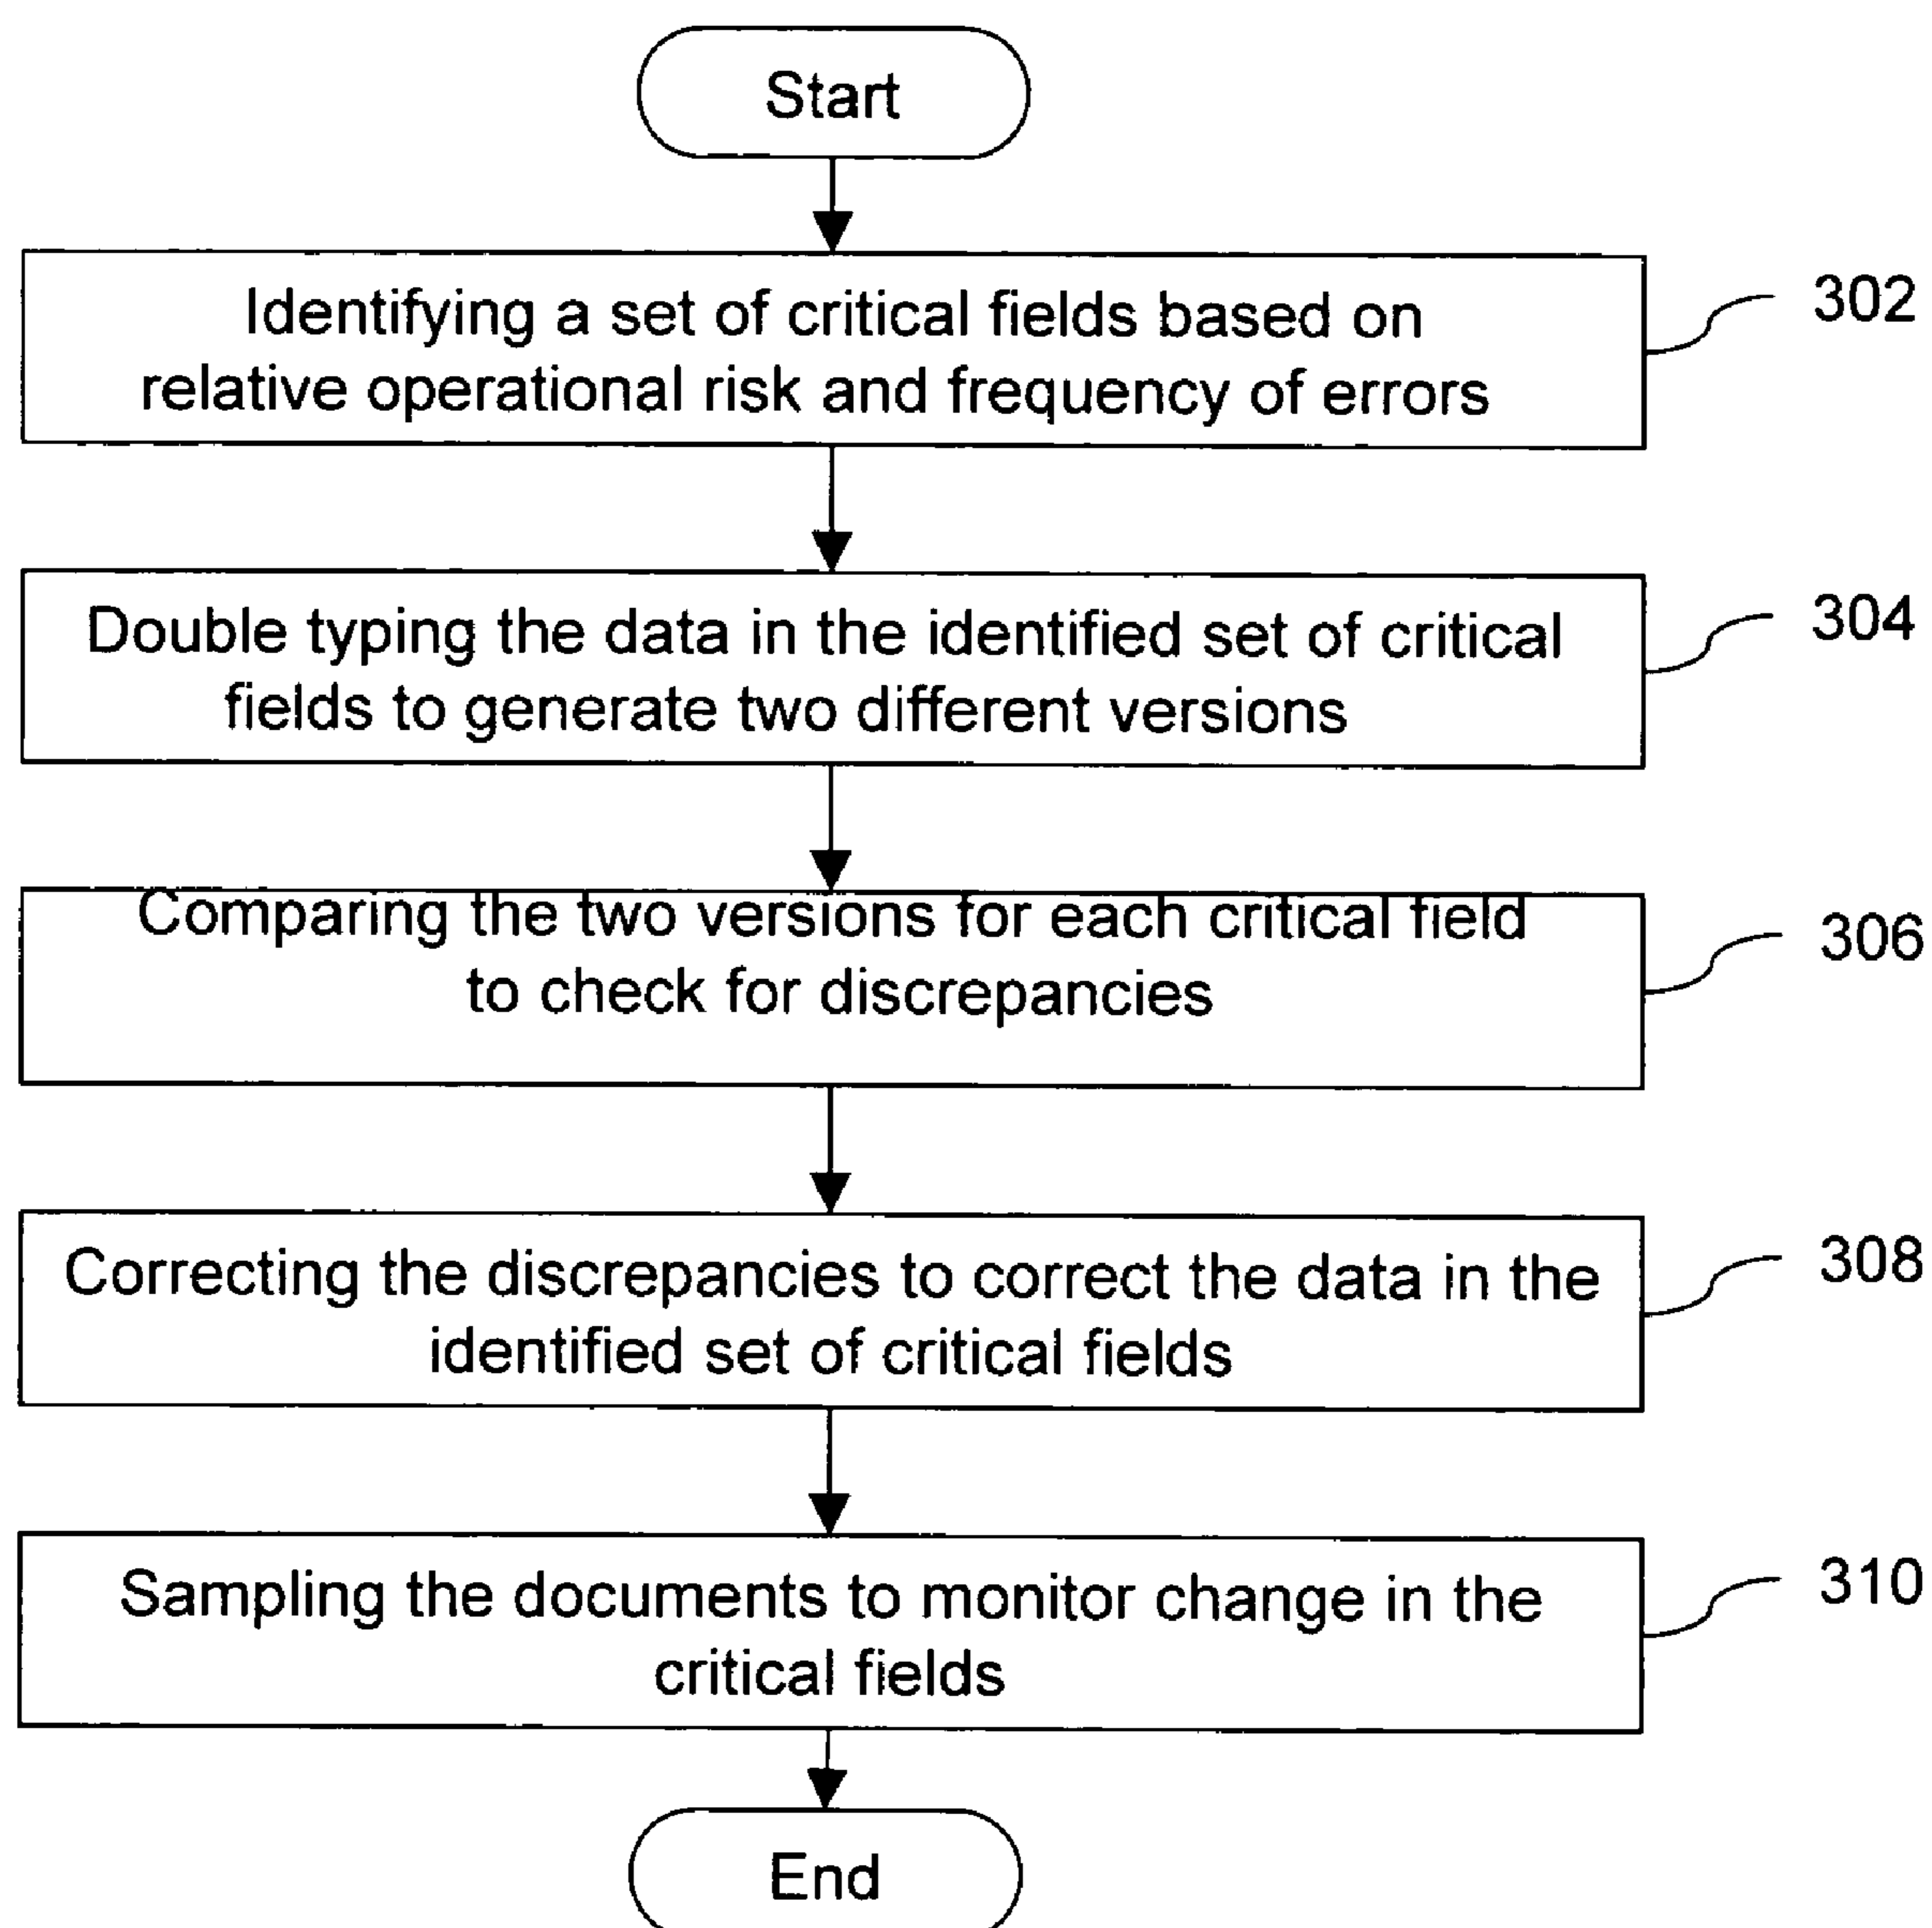 Start
Identifying a set of critical fields based on
relative operational risk and frequency of errors
302
Double typing the data in the identified set of critical
fields to generate two different versions
304
Comparing the two versions for each critical field
to check for discrepancies
306
Correcting the discrepancies to correct the data in the
identified set of critical fields
308
Sampling the documents to monitor change in the
critical fields
310
End